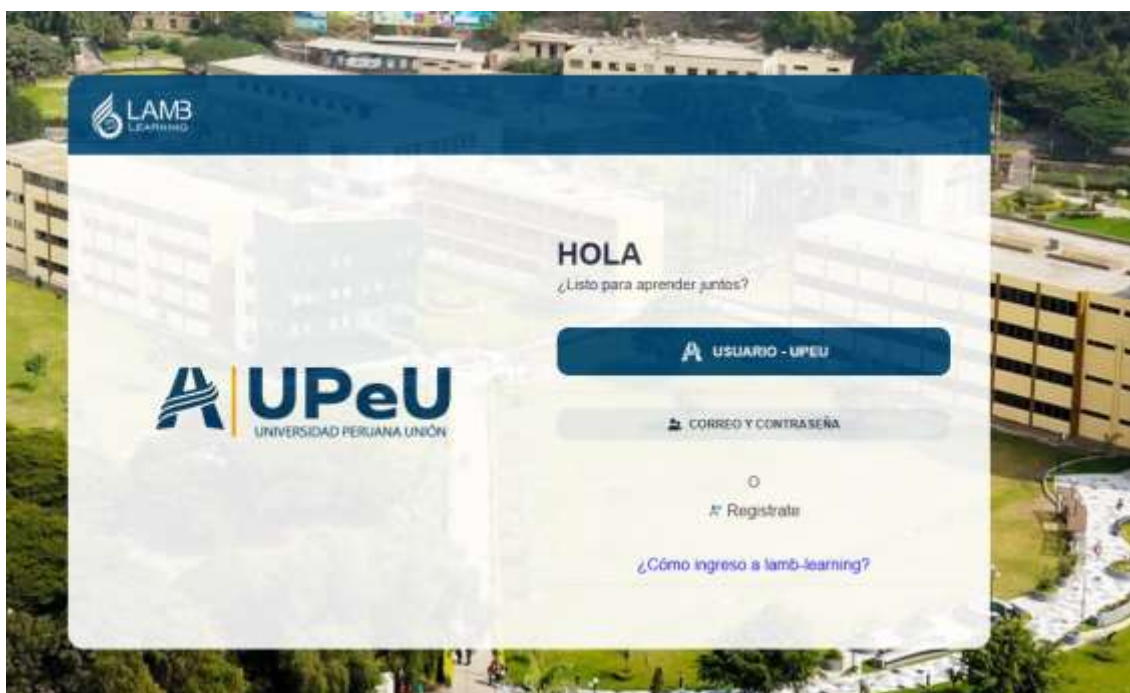 LAMB
LEARNING
HOLA
¿Listo para aprender juntos?
USUARIO - UPEU
UPeU
UNIVERSIDAD PERUANA UNIÓN
CORREO Y CONTRASEÑA
O
Registrate
¿Cómo ingreso a lamb-learning?